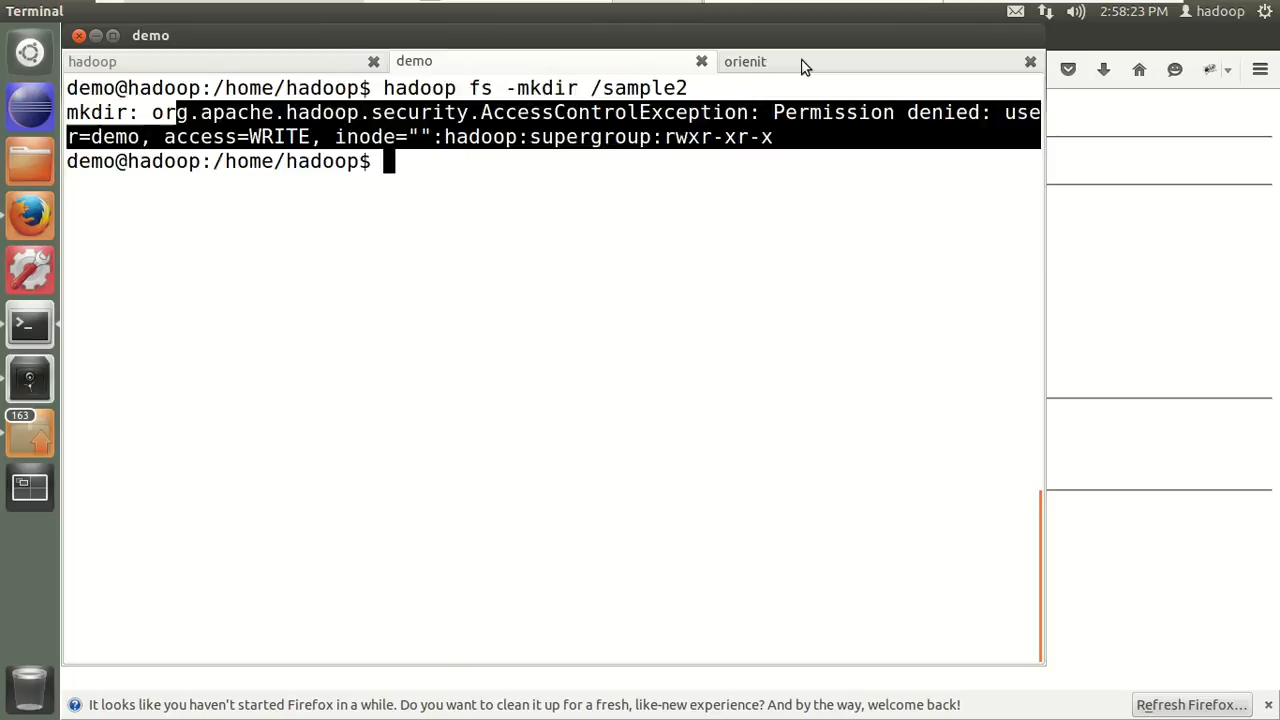 Terminal
2:58:23 PM
hadoop
demo
hadoop
demo
orienit
demo@hadoop:/home/hadoop$ hadoop fs -mkdir /sample2
mkdir: org.apache.hadoop.security.AccessControlException: Permission denied: use
r=demo, access=WRITE, inode="":hadoop:supergroup:rwxr-xr-x
demo@hadoop:/home/hadoop$
163
It looks like you haven't started Firefox in a while. Do you want to clean it up for a fresh, like-new experience? And by the way, welcome back!
Refresh Firefox...